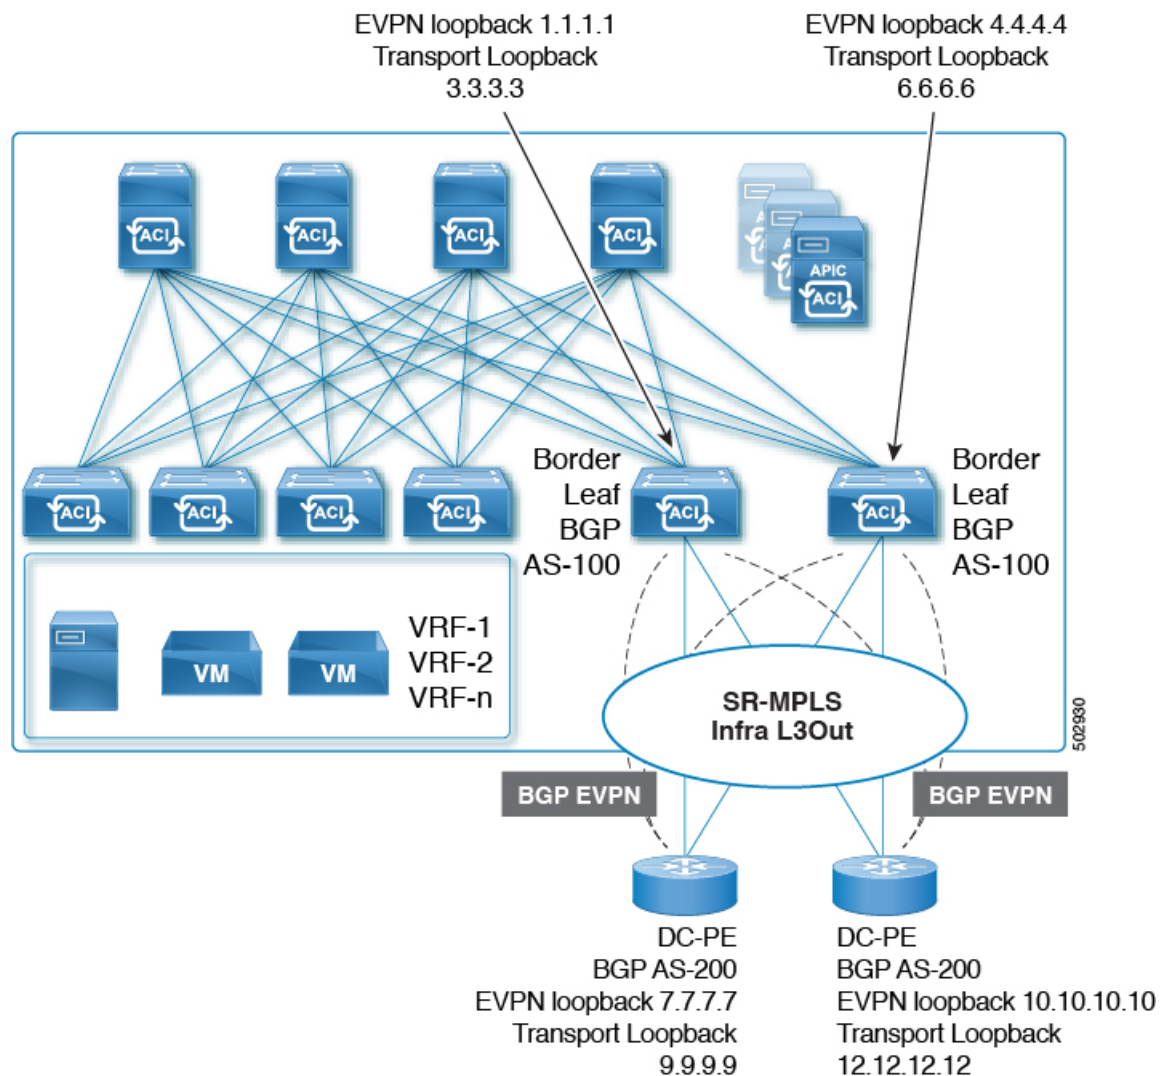 EVPN loopback 1.1.1.1
Transport Loopback
3.3.3.3
EVPN loopback 4.4.4.4
Transport Loopback
6.6.6.6
ACI
ACI
ACI
ACI
A
A
APIC
ACI
ACI
ACI
ACI
ACI
Border
Leaf
BGP
AS-100
ACI
ACI
Border
Leaf
BGP
AS-100
VM
VM
VRF-1
VRF-2
VRF-n
SR-MPLS
Infra L3Out
502930
BGP EVPN
BGP EVPN
DC-PE
BGP AS-200
EVPN loopback 7.7.7.7
Transport Loopback
9.9.9.9
DC-PE
BGP AS-200
EVPN loopback 10.10.10.10
Transport Loopback
12.12.12.12